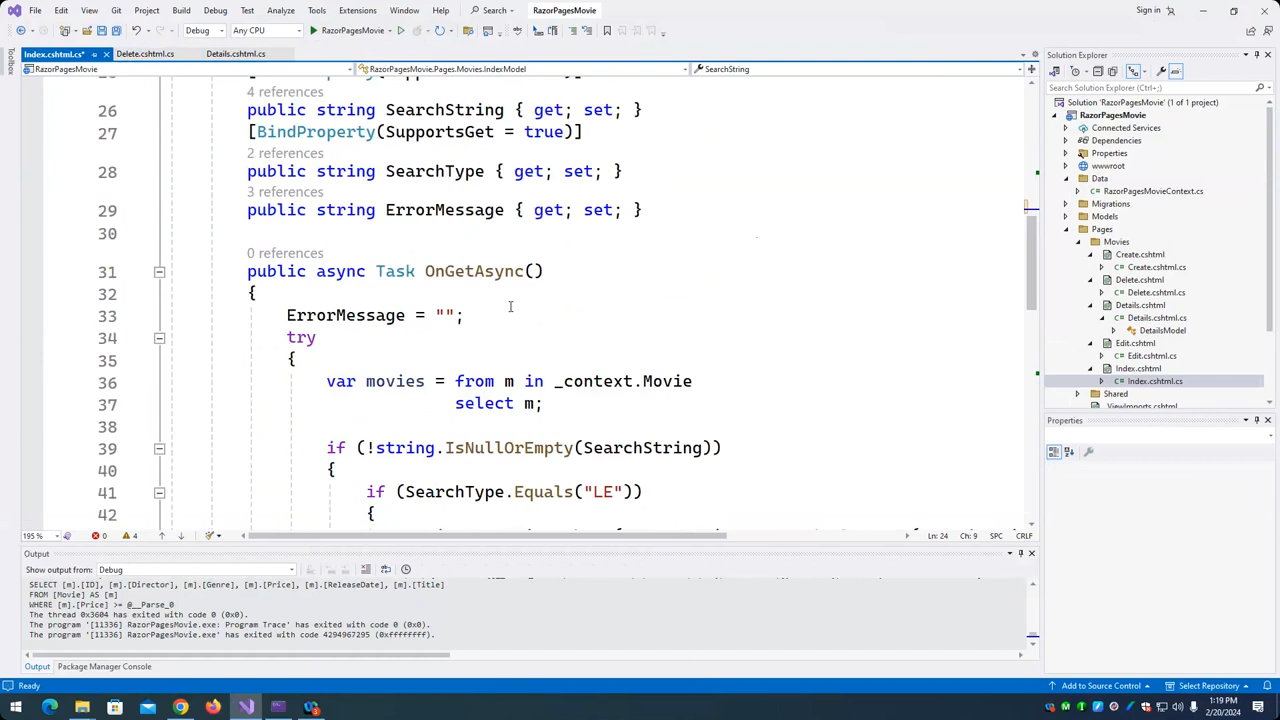 File Edit View Git Project Build Debug Test Analyze Tools Extensions Window Help Search RazorPagesMovie Sign in
Debug Any CPU RazorPagesMovie
Toolbox
Index.cshtml.cs* Delete.cshtml.cs Details.cshtml.cs
RazorPagesMovie RazorPagesMovie.Pages.Movies.IndexModel SearchString
4 references
26 public string SearchString { get; set; }
27 [BindProperty(SupportsGet = true)]
2 references
28 public string SearchType { get; set; }
3 references
29 public string ErrorMessage { get; set; }
30
0 references
31 public async Task OnGetAsync()
32 {
33 ErrorMessage = "";
34 try
35 {
36 var movies = from m in _context.Movie
37 select m;
38
39 if (!string.IsNullOrEmpty(SearchString))
40 {
41 if (SearchType.Equals("LE"))
42 {
195 % 0 4 Ln: 24 Ch: 9 SPC CRLF
Output
Show output from: Debug
SELECT [m].[ID], [m].[Director], [m].[Genre], [m].[Price], [m].[ReleaseDate], [m].[Title]
FROM [Movie] AS [m]
WHERE [m].[Price] >= @__Parse_0
The thread 0x3604 has exited with code 0 (0x0).
The program '[11336] RazorPagesMovie.exe: Program Trace' has exited with code 0 (0x0).
The program '[11336] RazorPagesMovie.exe' has exited with code 4294967295 (0xffffffff).
Output Package Manager Console
Solution Explorer
Search Solution Explorer (Ctrl+;)
Solution 'RazorPagesMovie' (1 of 1 project)
RazorPagesMovie
Connected Services
Dependencies
Properties
wwwroot
Data
RazorPagesMovieContext.cs
Migrations
Models
Pages
Movies
Create.cshtml
Create.cshtml.cs
Delete.cshtml
Delete.cshtml.cs
Details.cshtml
Details.cshtml.cs
DetailsModel
Edit.cshtml
Edit.cshtml.cs
Index.cshtml
Index.cshtml.cs
Shared
ViewImports.cshtml
Properties
Ready Add to Source Control Select Repository
1:19 PM
2/20/2024